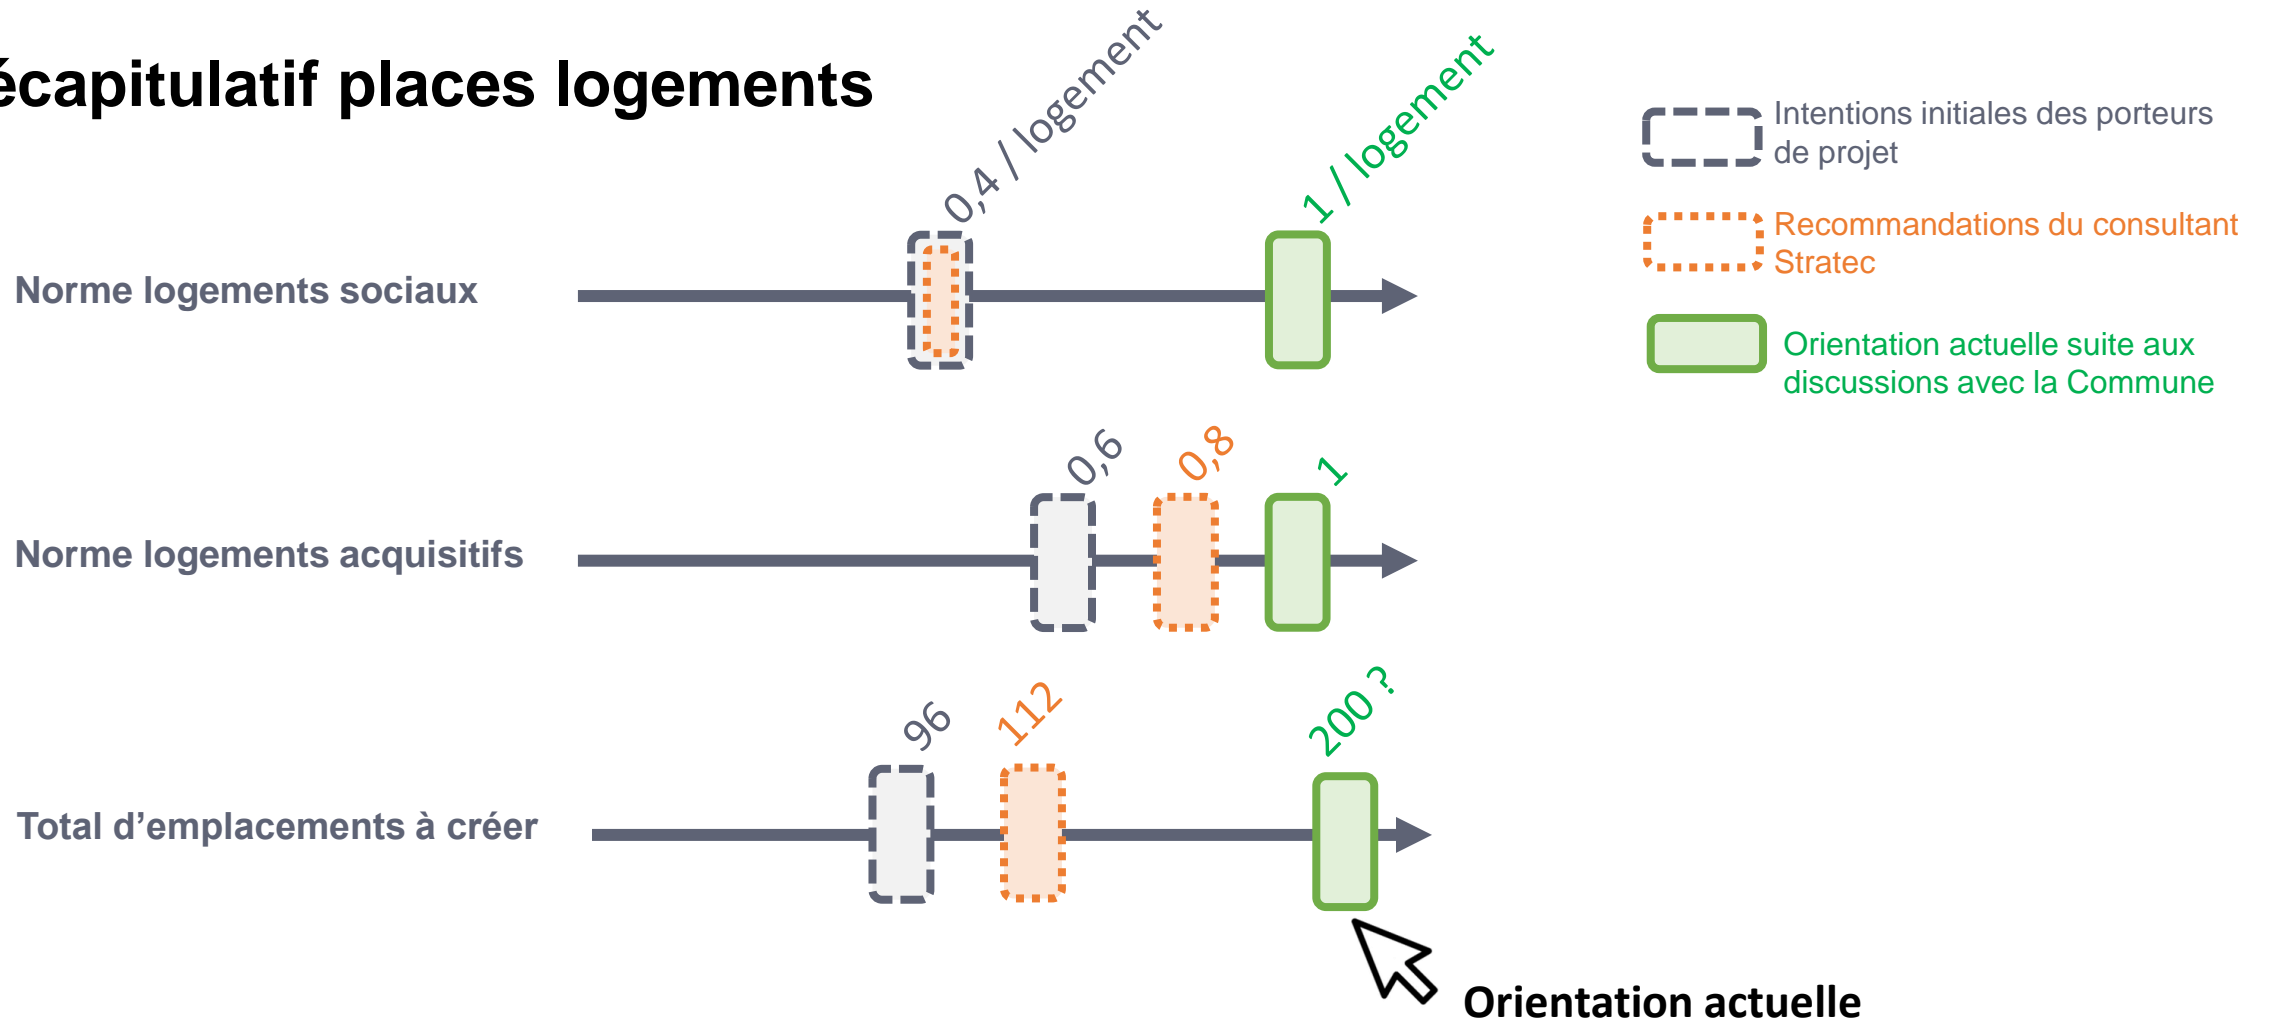 écapitulatif places logements
0,4 / logement
1 / logement
Intentions initiales des porteurs
de projet
Recommandations du consultant
Stratec
Orientation actuelle suite aux
discussions avec la Commune
Norme logements sociaux
0,6
0,8
1
Norme logements acquisitifs
96
112
200 ?
Total d’emplacements à créer
Orientation actuelle